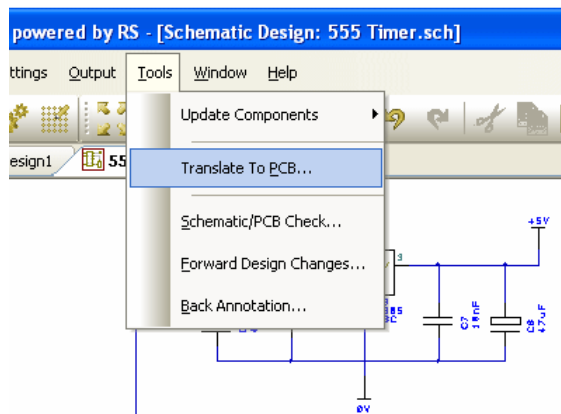 powered by RS - [Schematic Design: 555 Timer.sch]
ttings Output Tools Window Help
Update Components
esign1 55
Translate To PCB...
Schematic/PCB Check...
+5V
Forward Design Changes...
3
Back Annotation...
C7
10nF
C8
47uF
0V